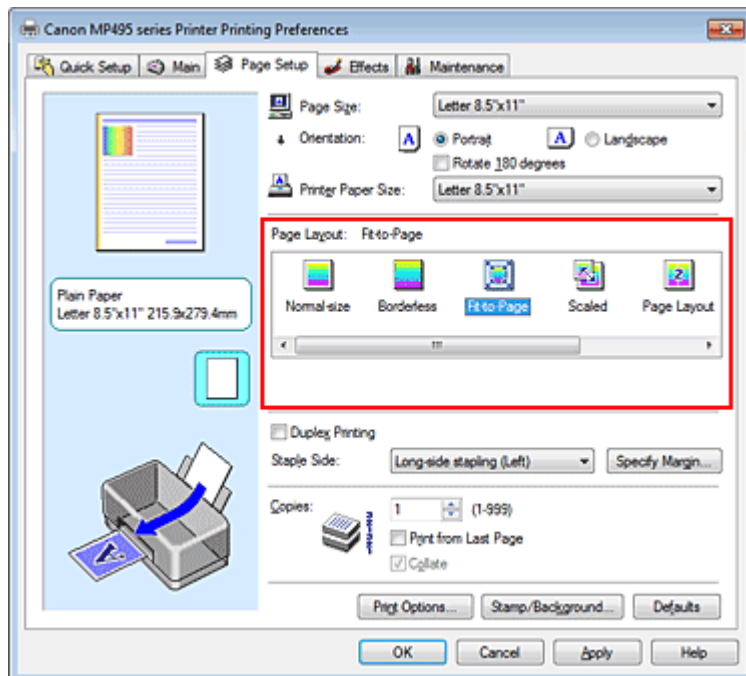 Canon MP495 series Printer Printing Preferences
Quick Setup Main Page Setup Effects Maintenance
Page Size: Letter 8.5"x11"
Orientation: A Portrait A Landscape
Rotate 180 degrees
Printer Paper Size: Letter 8.5"x11"
Page Layout: Fit-to-Page
Normal-size Borderless Fit-to-Page Scaled Page Layout
Plain Paper
Letter 8.5"x11" 215.9x279.4mm
Duplex Printing
Staple Side: Long-side stapling (Left) Specify Margin...
Copies: 1 (1-999)
Print from Last Page
Collate
Print Options... Stamp/Background... Defaults
OK Cancel Apply Help